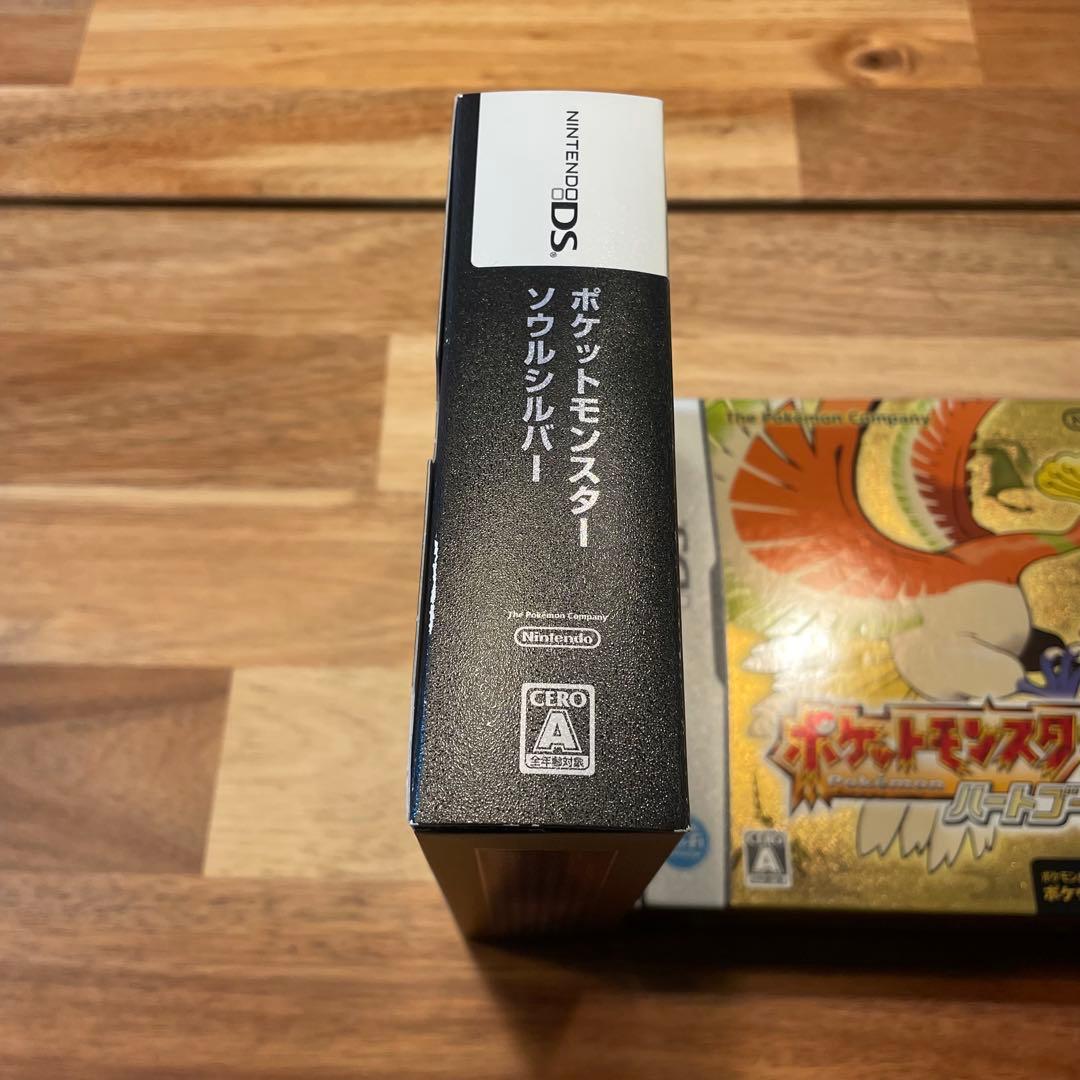 NINTENDO DS®
ポケットモンスター
ソウルシルバー
The Pokémon Company
Nintendo
CERO
A
全年齢対象
The Pokémon Company
ポケットモンスタ
Pokémon
ハートゴー
CERO
A